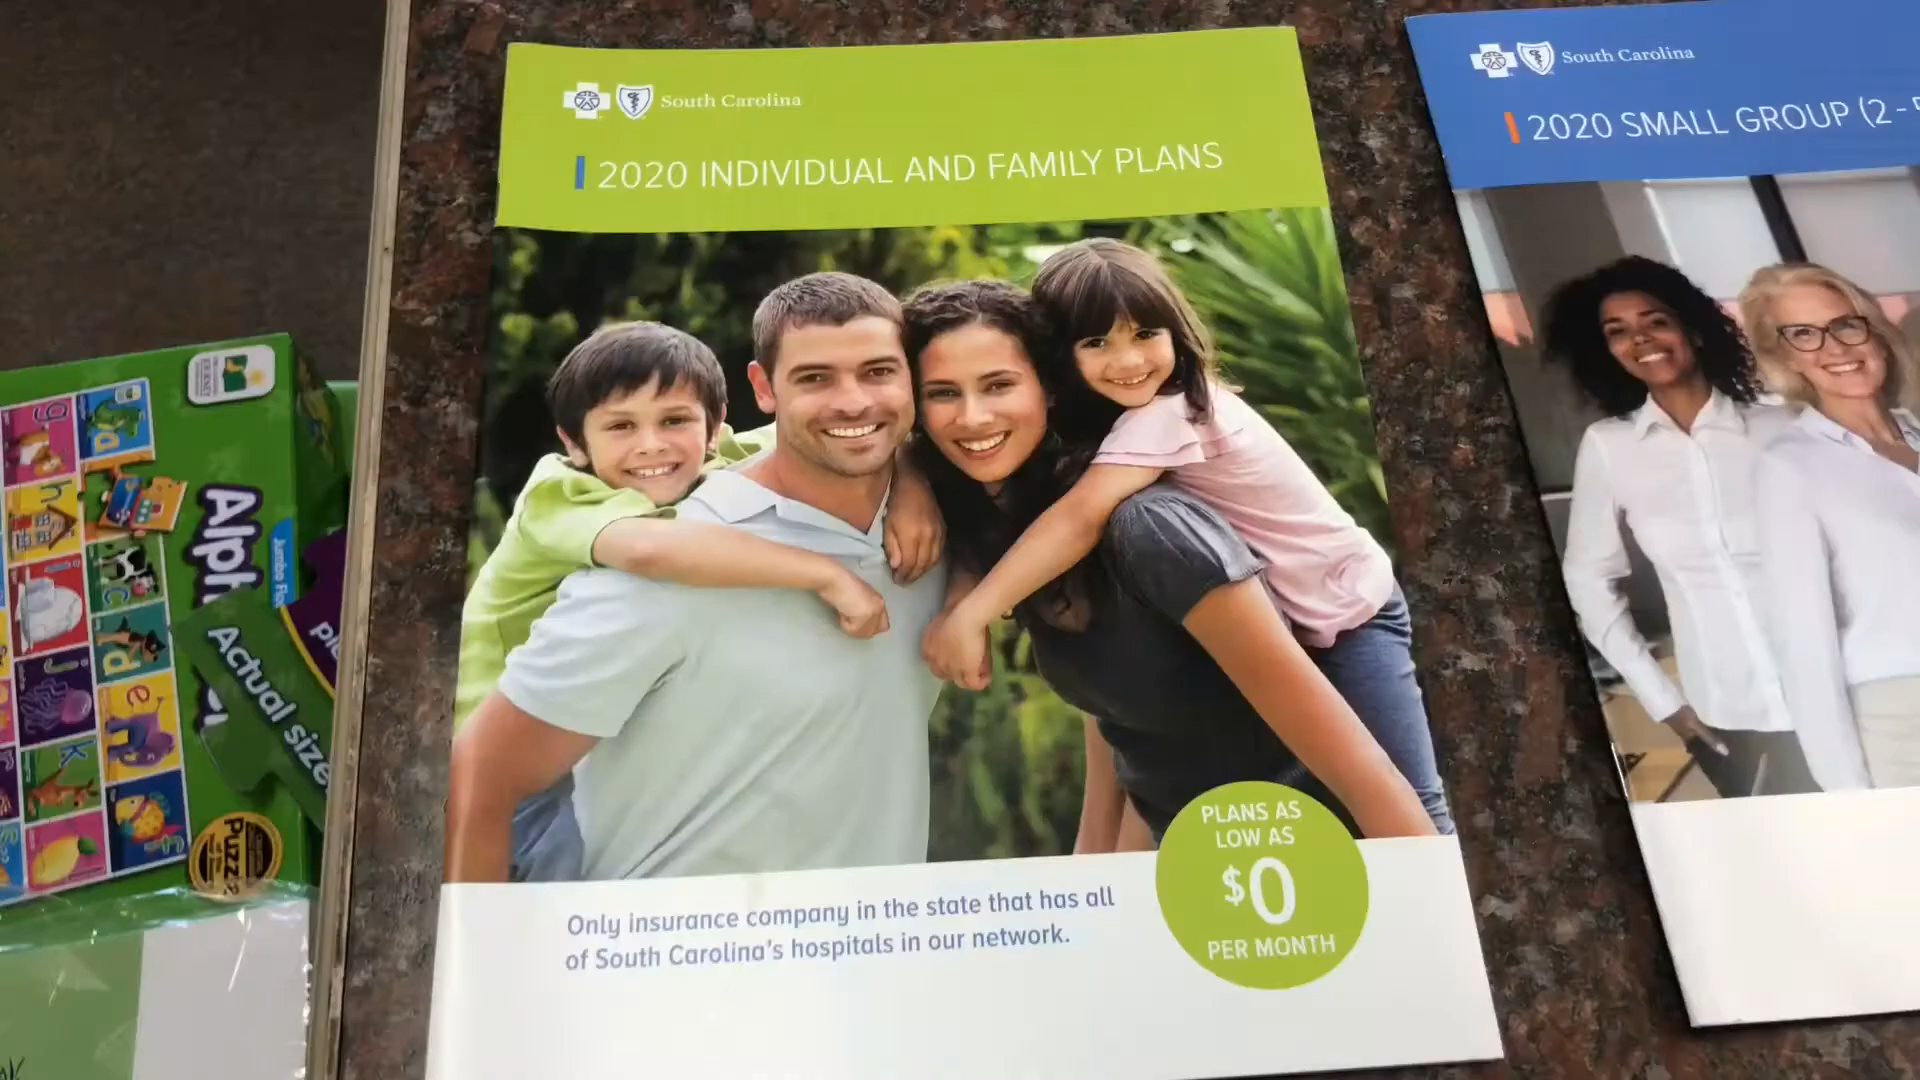 South Carolina
2020 INDIVIDUAL AND FAMILY PLANS
PLANS AS
LOW AS
$0
PER MONTH
Only insurance company in the state that has all
of South Carolina's hospitals in our network.
South Carolina
2020 SMALL GROUP (2 -
Alph
Jumbo Flo
Actual size
g
a
h
i
c
j
d
k
e